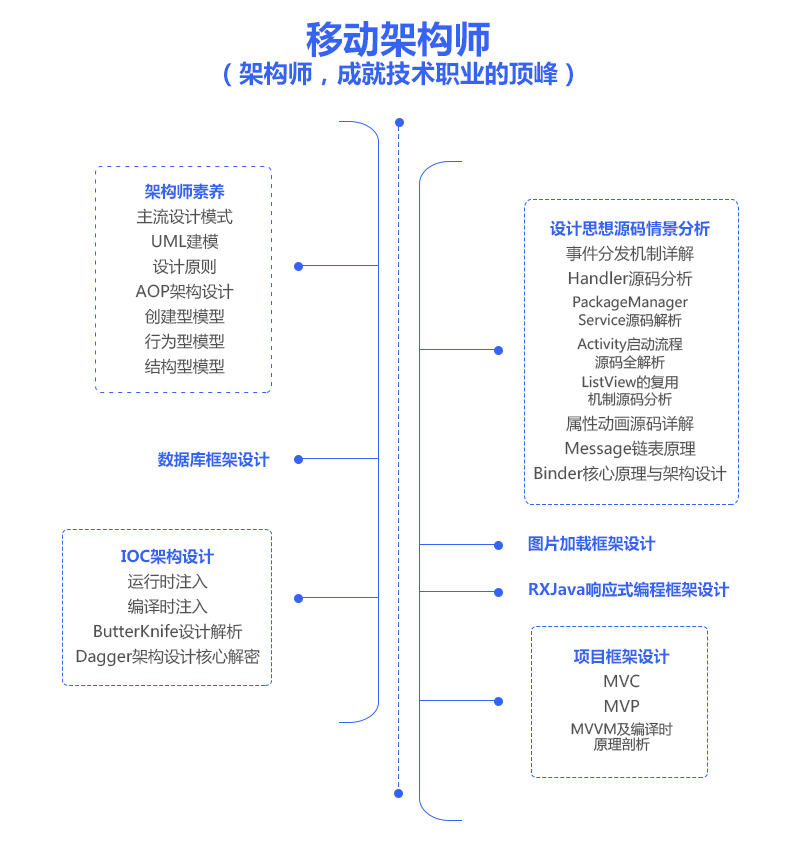 移动架构师
（架构师，成就技术职业的顶峰）
架构师素养
主流设计模式
UML建模
设计原则
AOP架构设计
创建型模型
行为型模型
结构型模型
数据库框架设计
IOC架构设计
运行时注入
编译时注入
ButterKnife设计解析
Dagger架构设计核心解密
设计思想源码情景分析
事件分发机制详解
Handler源码分析
PackageManager
Service源码解析
Activity启动流程
源码全解析
ListView的复用
机制源码分析
属性动画源码详解
Message链表原理
Binder核心原理与架构设计
图片加载框架设计
RXJava响应式编程框架设计
项目框架设计
MVC
MVP
MVVM及编译时
原理剖析